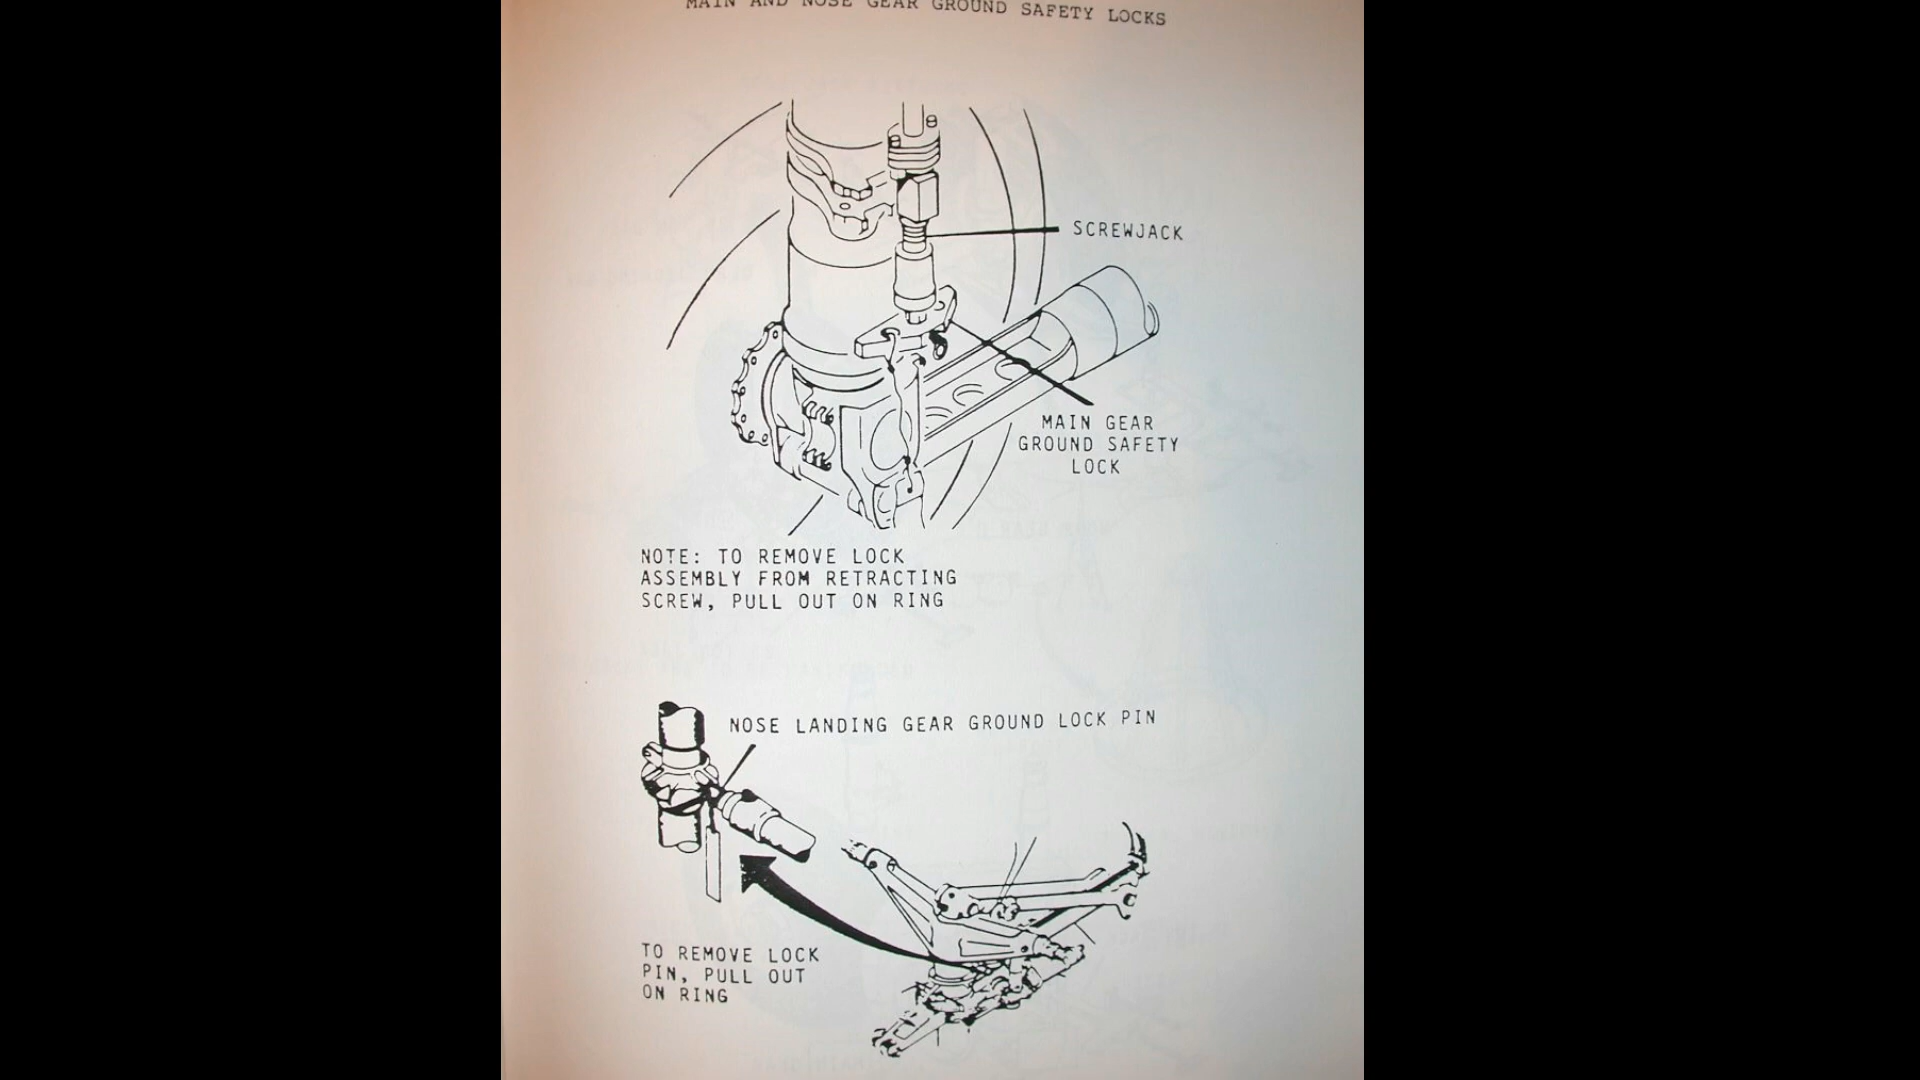 MAIN AND NOSE GEAR GROUND SAFETY LOCKS
SCREWJACK
MAIN GEAR
GROUND SAFETY
LOCK
NOTE: TO REMOVE LOCK
ASSEMBLY FROM RETRACTING
SCREW, PULL OUT ON RING
NOSE LANDING GEAR GROUND LOCK PIN
TO REMOVE LOCK
PIN, PULL OUT
ON RING